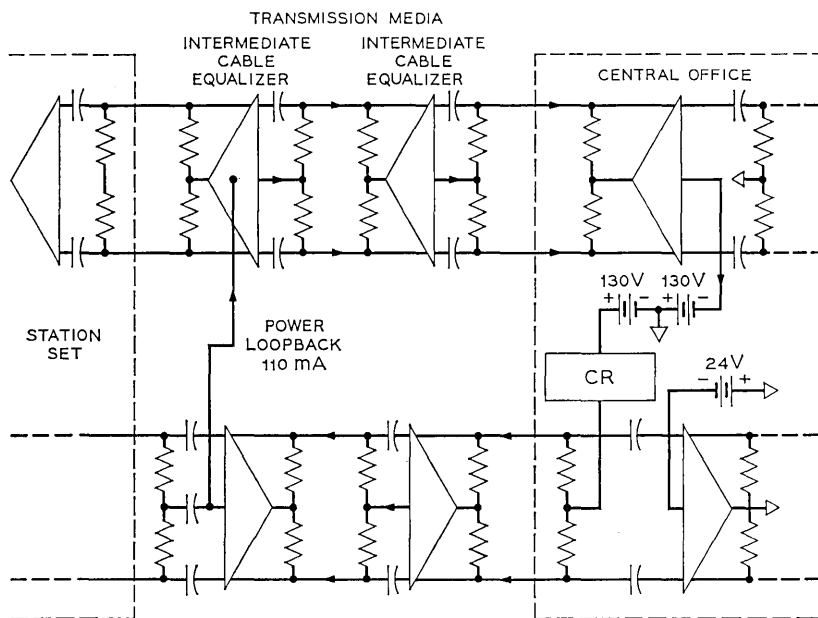 TRANSMISSION MEDIA
INTERMEDIATE
CABLE
EQUALIZER
INTERMEDIATE
CABLE
EQUALIZER
CENTRAL OFFICE
130V
130V
+ - + -
STATION
SET
POWER
LOOPBACK
110 mA
CR
24V
- +